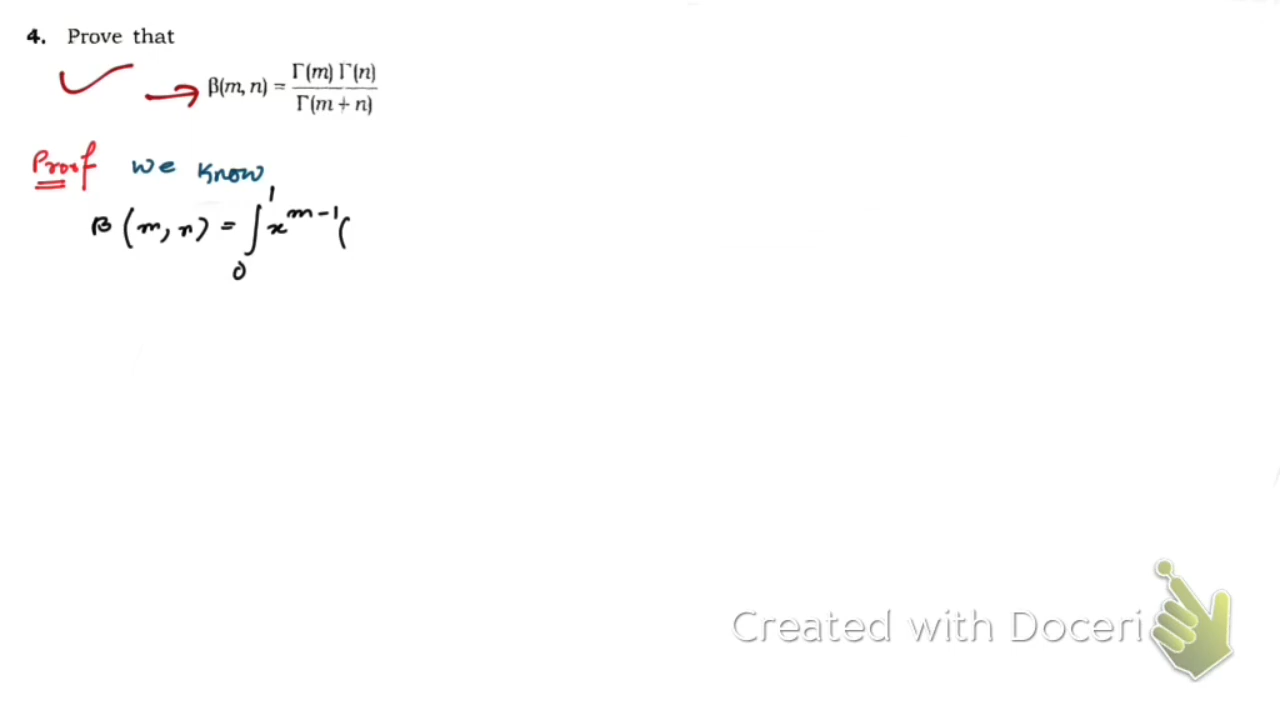 4. Prove that
β(m, n) = Γ(m) Γ(n) / Γ(m + n)
Proof we know,
β (m, n) = ∫₀¹ x^{m-1} (
Created with Doceri